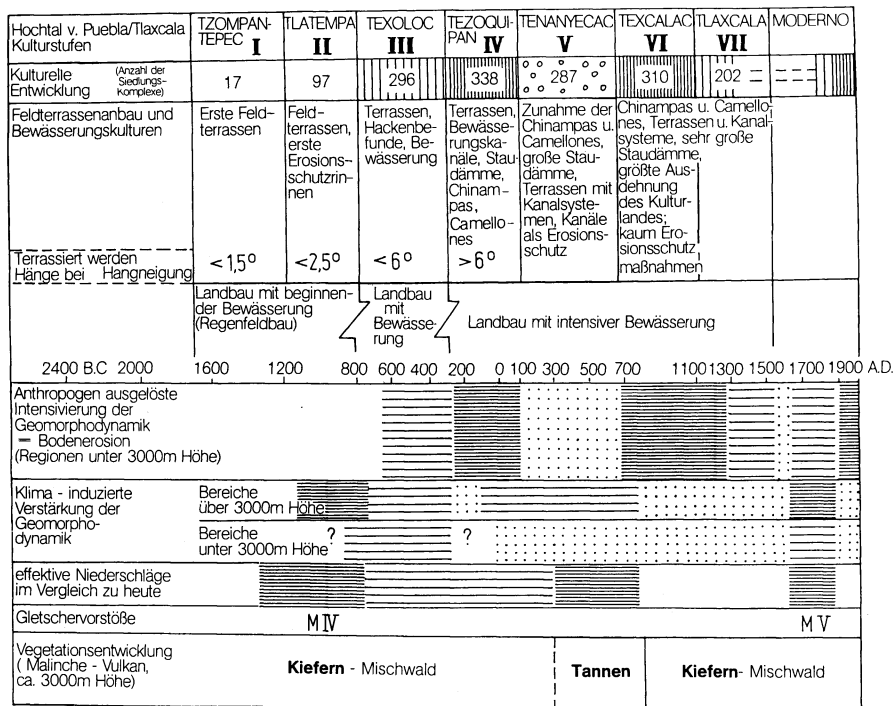 Hochtal v. Puebla/Tlaxcala
Kulturstufen
TZOMPAN-
TEPEC I
TLATEMPA
II
TEXOLOC
III
TEZOQUI-
PAN IV
TENANYECAC
V
TEXCALAC
VI
TLAXCALA
VII
MODERNO
Kulturelle
Entwicklung
(Anzahl der
Siedlungs-
Komplexe)
17
97
296
338
287
310
202
Feldterrassenanbau und
Bewässerungskulturen
Erste Feld-
terrassen
Feld-
terrassen,
erste
Erosions-
schutzrin-
nen
Terrassen,
Hackenbe-
funde, Be-
wässerung
Terrassen,
Bewässe-
rungska-
näle, Stau-
dämme,
Chinam-
pas,
Camello-
nes
Zunahme der
Chinampas u.
Camellones,
große Stau-
dämme,
Terrassen mit
Kanalsyste-
men, Kanäle
als Erosions-
schutz
Chinampas u. Camello-
nes, Terrassen u. Kanal-
systeme, sehr große
Staudämme,
größte Aus-
dehnung
des Kultur-
landes;
kaum Ero-
sionsschutz
maßnahmen
Terrassiert werden
Hänge bei Hangneigung
<1,5°
<2,5°
<6°
>6°
Landbau mit beginnen-
der Bewässerung
(Regenfeldbau)
Landbau
mit
Bewässe-
rung
Landbau mit intensiver Bewässerung
2400 B.C 2000 1600 1200 800 600 400 200 0 100 300 500 700 1100 1300 1500 1900 A.D.
Anthropogen ausgelöste
Intensivierung der
Geomorphodynamik
= Bodenerosion
(Regionen unter 3000m Höhe)
Klima - induzierte
Verstärkung der
Geomorpho-
dynamik
Bereiche
über 3000m Höhe
Bereiche
unter 3000m Höhe
? ?
effektive Niederschläge
im Vergleich zu heute
Gletschervorstöße
M IV
M V
Vegetationsentwicklung
( Malinche - Vulkan,
ca. 3000m Höhe)
Kiefern - Mischwald
Tannen
Kiefern- Mischwald